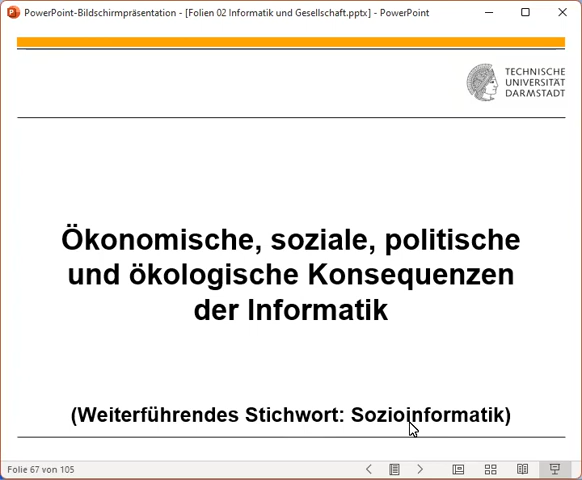 PowerPoint-Bildschirmpräsentation - [Folien 02 Informatik und Gesellschaft.pptx] - PowerPoint
TECHNISCHE
UNIVERSITÄT
DARMSTADT
Ökonomische, soziale, politische
und ökologische Konsequenzen
der Informatik
(Weiterführendes Stichwort: Sozioinformatik)
Folie 67 von 105